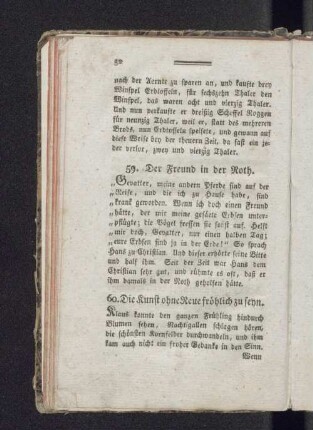 52
nach der Aernte zu sparen an, und kaufte drey
Winspel Erdtoffeln, für sechszehn Thaler den
Winspel, das waren acht und vierzig Thaler.
Und nun verkaufte er dreißig Scheffel Roggen
für neunzig Thaler, weil er, statt des mehreren
Brods, nun Erdtoffeln speisete, und gewann auf
diese Weise bey der theuren Zeit, da fast ein je-
der verlor, zwey und vierzig Thaler.
59. Der Freund in der Noth.
„Gevatter, meine andern Pferde sind auf der
„Reise, und die ich zu Hause habe, sind
„krank geworden. Wenn ich doch einen Freund
„hätte, der mir meine gesäete Erbsen unter-
„pflügte; die Vögel fressen sie sonst auf. Helft
„mir doch, Gevatter, nur einen halben Tag;
„eure Erbsen sind ja in der Erde!“ So sprach
Hans zu Christian. Und dieser erhörte seine Bitte
und half ihm. Seit der Zeit war Hans dem
Christian sehr gut, und rühmte es oft, daß er
ihm damals in der Noth geholfen hätte.
60. Die Kunst ohne Reue fröhlich zu seyn.
Klaus kannte den ganzen Frühling hindurch
Blumen sehen, Nachtigallen schlagen hören,
die schönsten Kornfelder durchwandeln, und ihm
kam auch nicht ein froher Gedanke in den Sinn.
Wenn